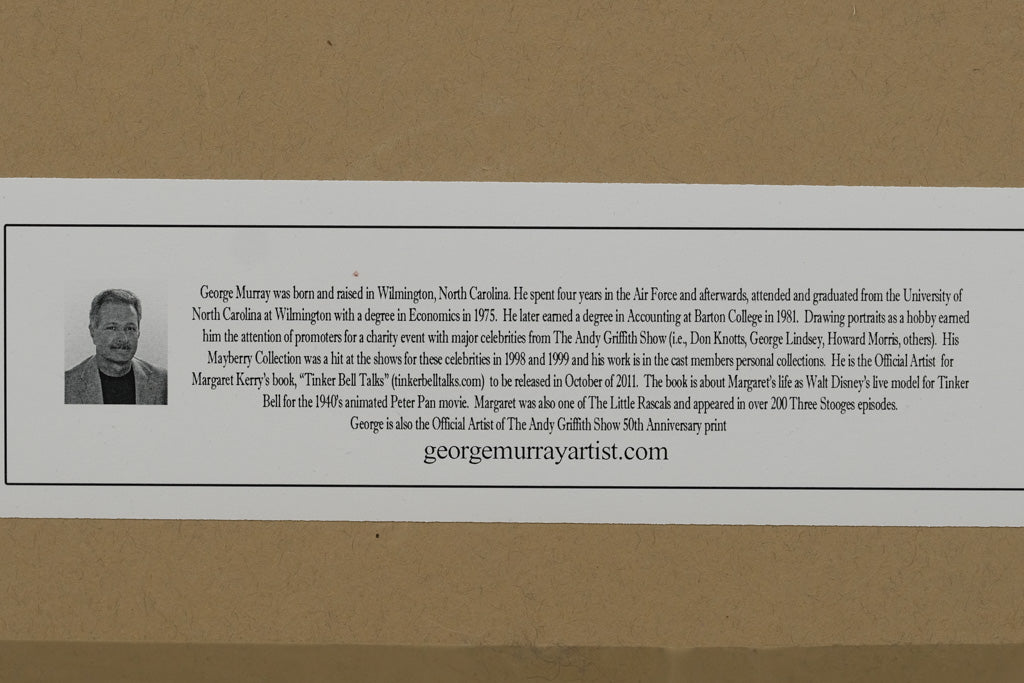 George Murray was born and raised in Wilmington, North Carolina. He spent four years in the Air Force and afterwards, attended and graduated from the University of
North Carolina at Wilmington with a degree in Economics in 1975. He later earned a degree in Accounting at Barton College in 1981. Drawing portraits as a hobby earned
him the attention of promoters for a charity event with major celebrities from The Andy Griffith Show (i.e., Don Knotts, George Lindsey, Howard Morris, others). His
Mayberry Collection was a hit at the shows for these celebrities in 1998 and 1999 and his work is in the cast members personal collections. He is the Official Artist for
Margaret Kerry's book, “Tinker Bell Talks” (tinkerbelltalks.com) to be released in October of 2011. The book is about Margaret's life as Walt Disney's live model for Tinker
Bell for the 1940's animated Peter Pan movie. Margaret was also one of The Little Rascals and appeared in over 200 Three Stooges episodes.
George is also the Official Artist of The Andy Griffith Show 50th Anniversary print
georgemurrayartist.com